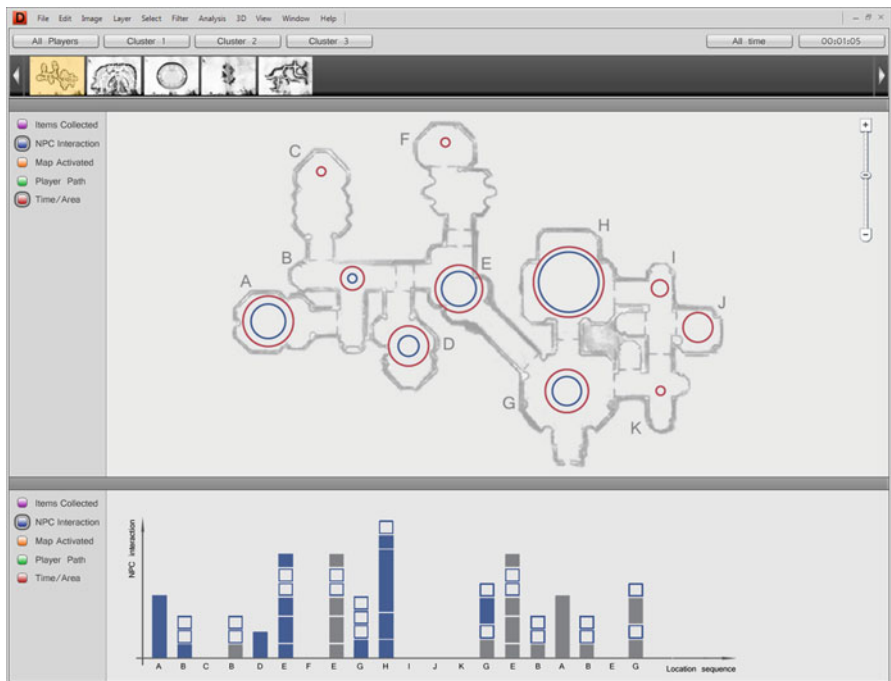 D File Edit Image Layer Select Filter Analysis 3D View Window Help
All Players Cluster 1 Cluster 2 Cluster 3 All time 00:01:05
Items Collected
NPC Interaction
Map Activated
Player Path
Time/Area
F
C
H
B
E
I
A
J
D
G
K
Items Collected
NPC Interaction
Map Activated
Player Path
Time/Area
NPC interaction
A B C B D E F E G H I J K G E B A B E G
Location sequence